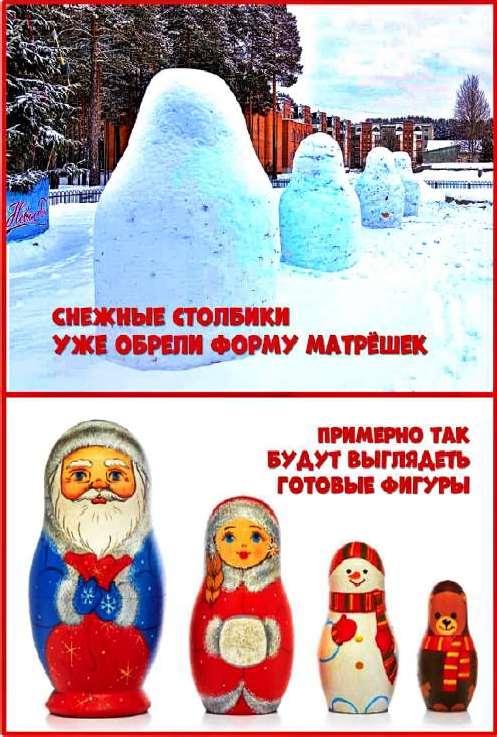 СНЕЖНЫЕ СТОЛБИКИ
УЖЕ ОБРЕЛИ ФОРМУ МАТРЁШЕК
ПРИМЕРНО ТАК
БУДУТ ВЫГЛЯДЕТЬ
ГОТОВЫЕ ФИГУРЫ